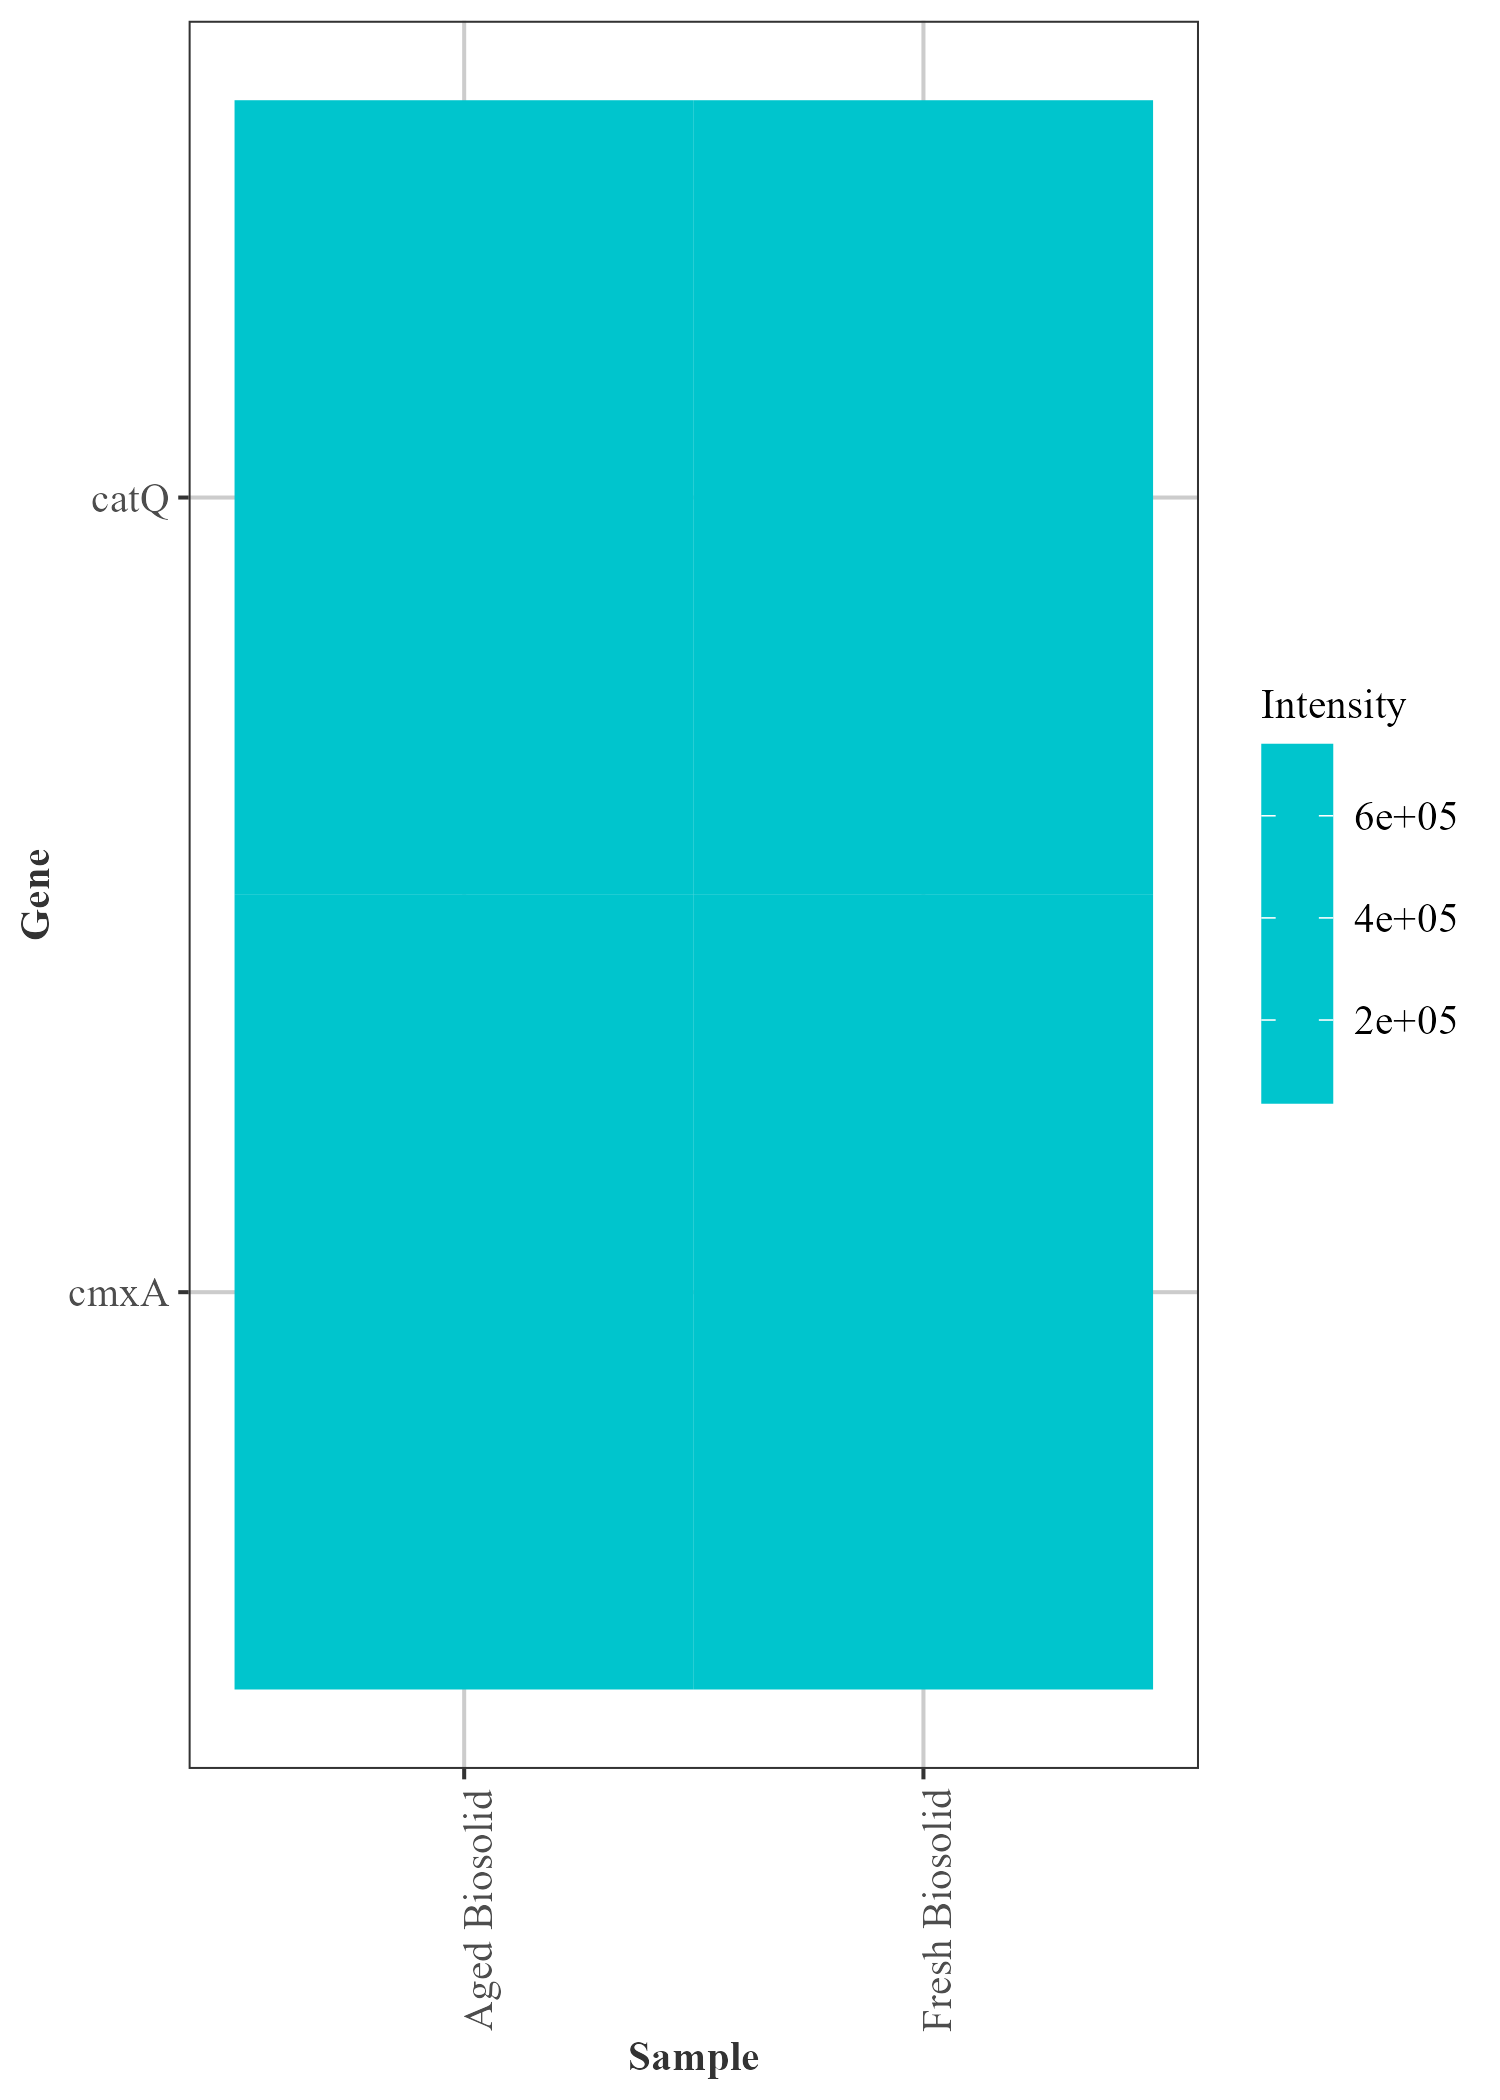 Gene
catQ
cmxA
Aged Biosolid
Fresh Biosolid
Sample
Intensity
6e+05
4e+05
2e+05